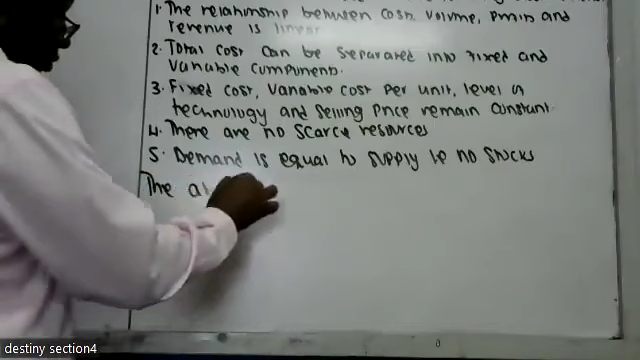 1. The relationship between cost, volume, profit and
revenue is linear
2. Total cost can be separated into fixed and
variable components.
3. Fixed cost, variable cost per unit, level of
technology and selling price remain constant.
4. There are no scarce resources
5. Demand is equal to supply ie no stocks
The
destiny section4